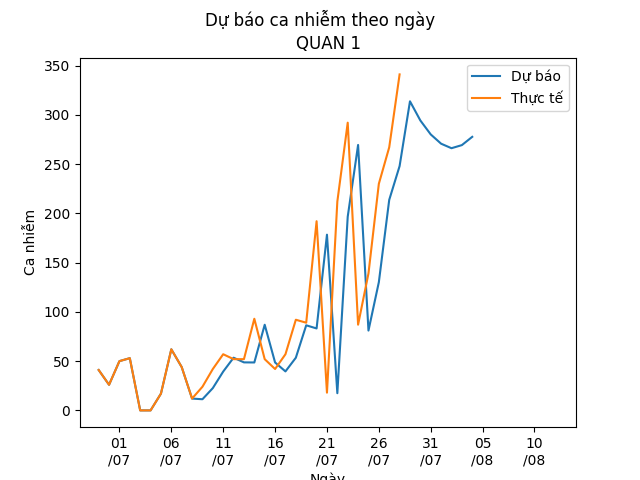 Dự báo ca nhiễm theo ngày
QUAN 1
Ca nhiễm
350
300
250
200
150
100
50
0
Dự báo
Thực tế
01 06 11 16 21 26 31 05 10
/07 /07 /07 /07 /07 /07 /07 /08 /08
Ngày